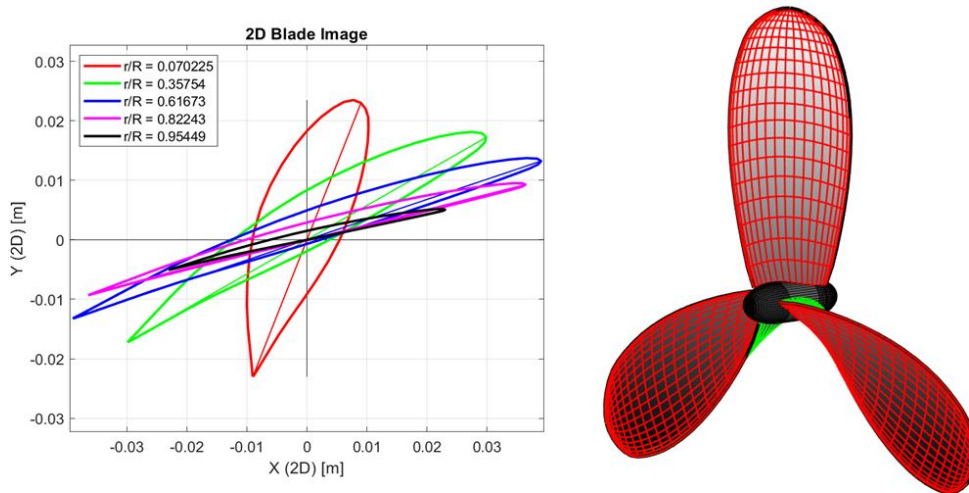 2D Blade Image
r/R = 0.070225
r/R = 0.35754
r/R = 0.61673
r/R = 0.82243
r/R = 0.95449
0.03
0.02
0.01
0
-0.01
-0.02
-0.03
Y (2D) [m]
-0.03 -0.02 -0.01 0 0.01 0.02 0.03
X (2D) [m]